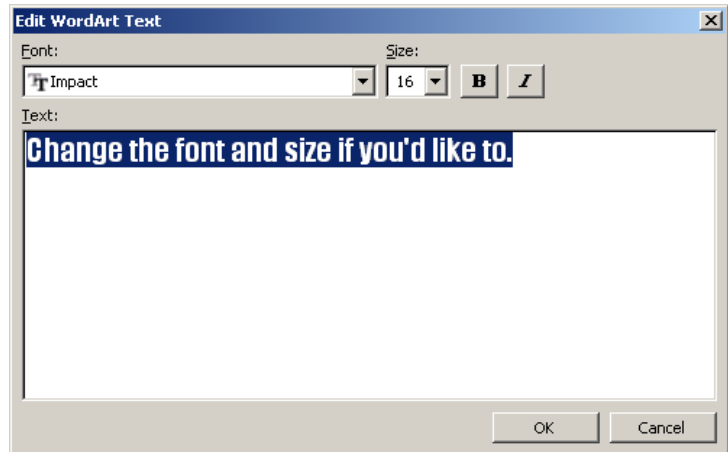 Edit WordArt Text
Font:
Size:
Impact
16
B
I
Text:
Change the font and size if you'd like to.
OK
Cancel